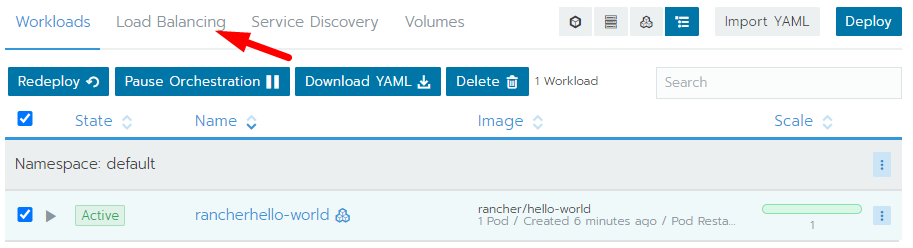 Workloads Load Balancing Service Discovery Volumes Import YAML Deploy
Redeploy Pause Orchestration Download YAML Delete 1 Workload Search
State Name Image Scale
Namespace: default
Active rancherhello-world rancher/hello-world
1 Pod / Created 6 minutes ago / Pod Resta...
1